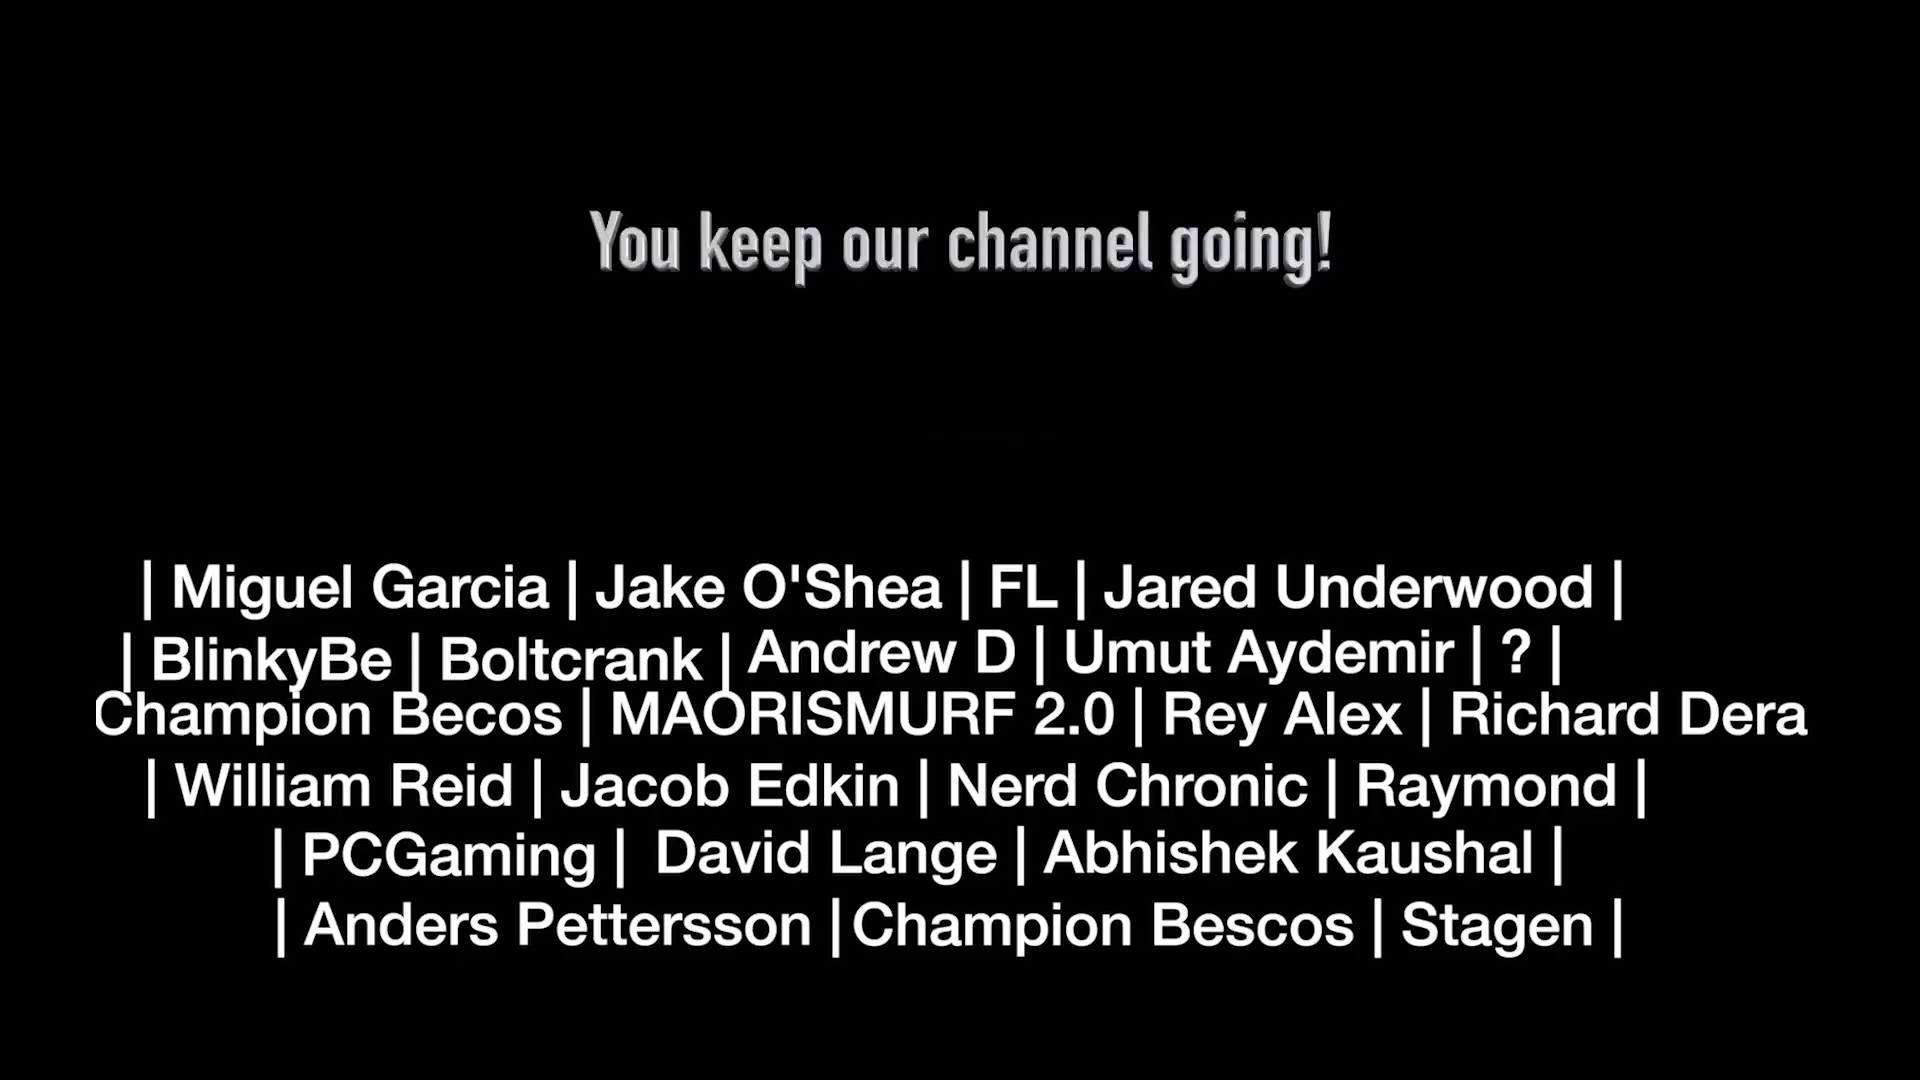 You keep our channel going!
| Miguel Garcia | Jake O'Shea | FL | Jared Underwood |
| BlinkyBe | Boltcrank | Andrew D | Umut Aydemir | ? |
Champion Becos | MAORISMURF 2.0 | Rey Alex | Richard Dera
| William Reid | Jacob Edkin | Nerd Chronic | Raymond |
| PCGaming | David Lange | Abhishek Kaushal |
| Anders Pettersson | Champion Bescos | Stagen |